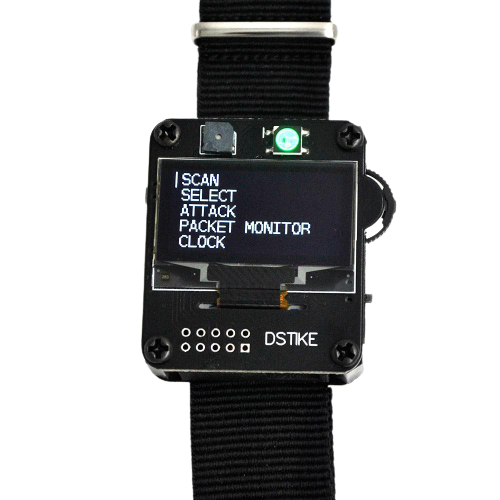 SCAN
SELECT
ATTACK
PACKET MONITOR
CLOCK
DSTIKE